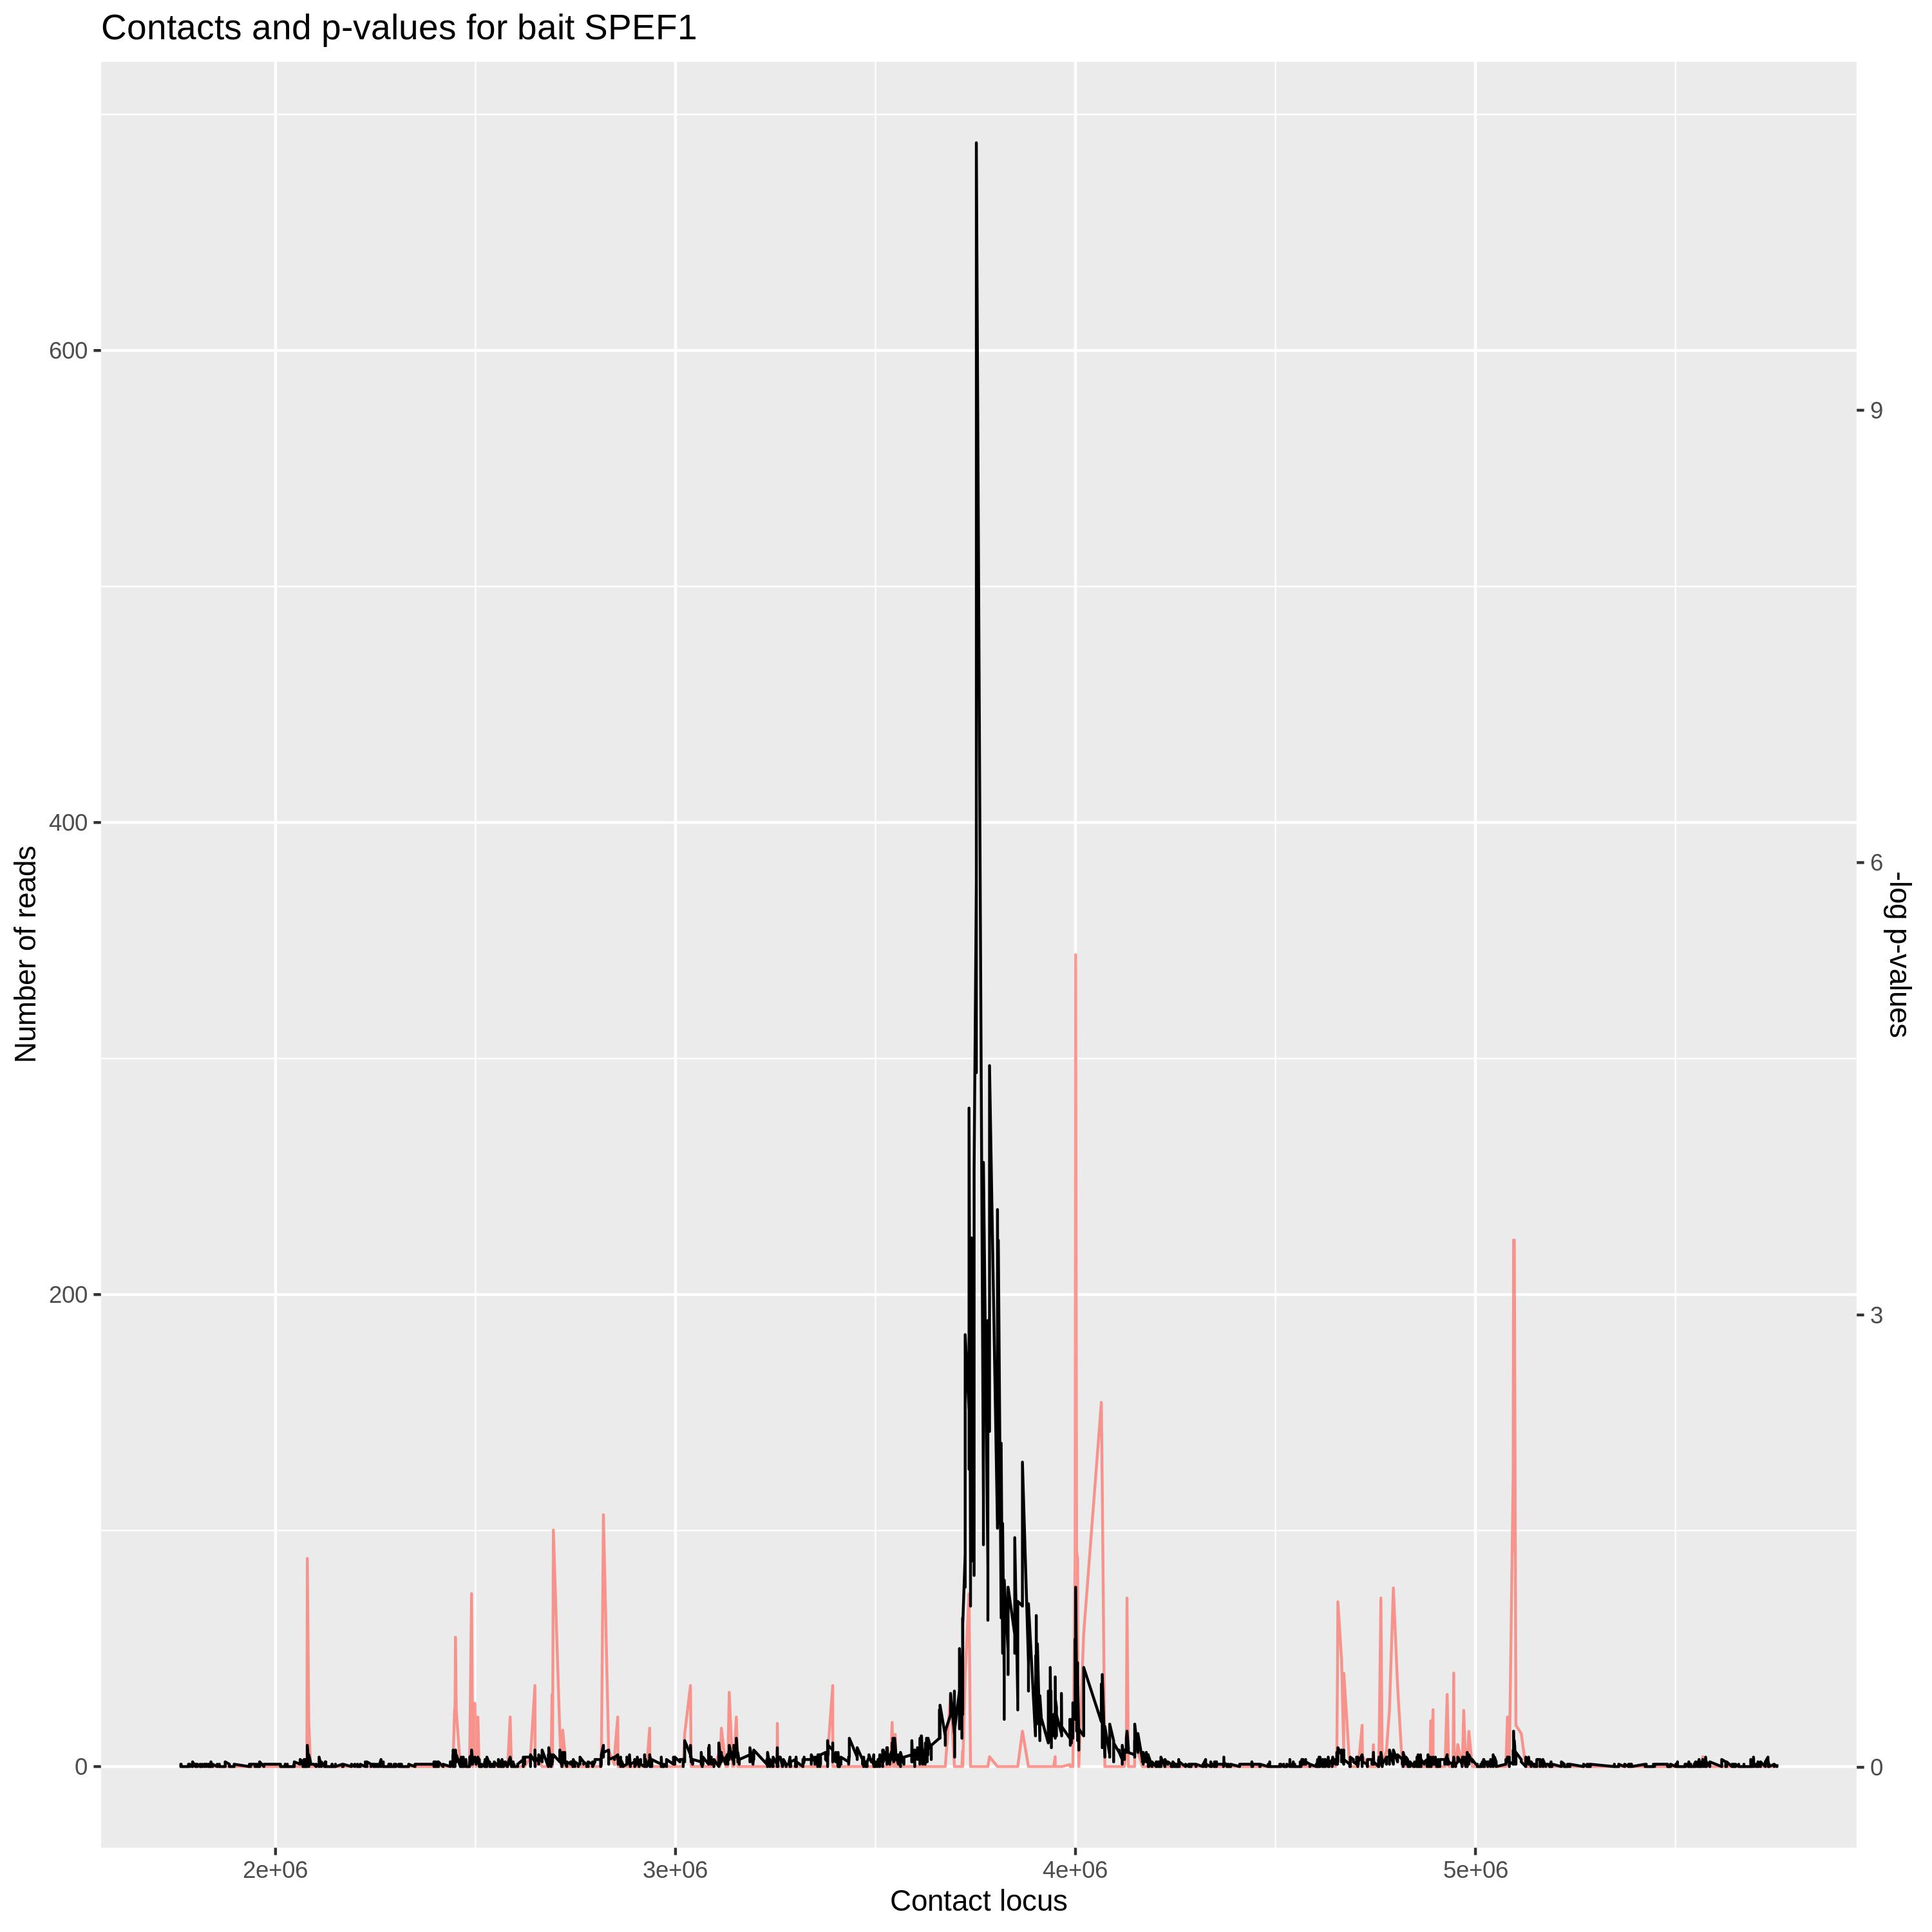 Contacts and p-values for bait SPEF1
Number of reads
600
400
200
0
9
6
3
0
-log p-values
2e+06 3e+06 4e+06 5e+06
Contact locus